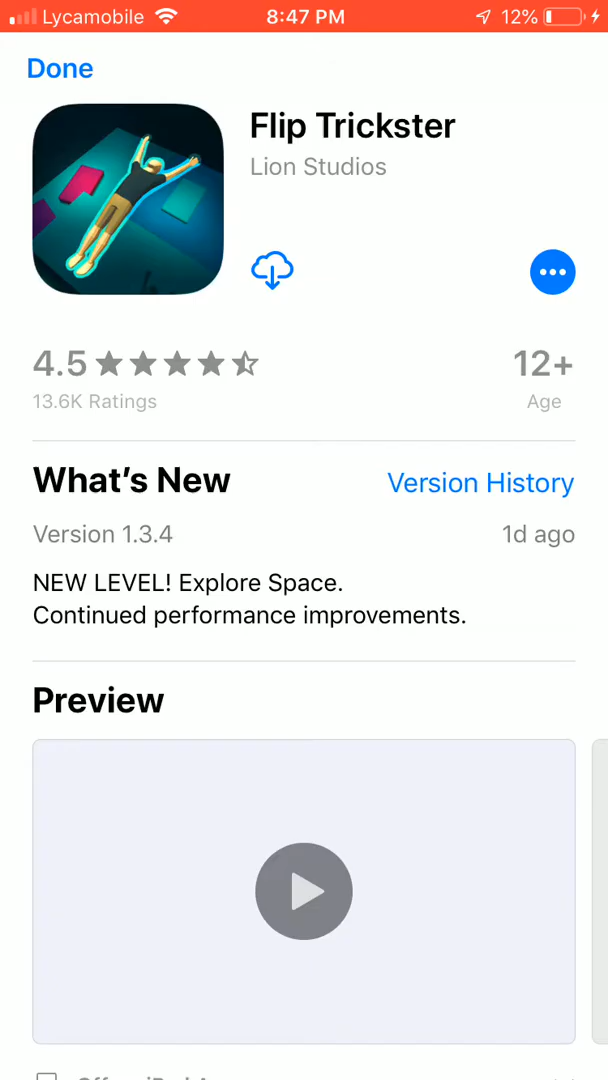 Lycamobile 8:47 PM 12%
Done
Flip Trickster
Lion Studios
4.5 12+
13.6K Ratings Age
What's New Version History
Version 1.3.4 1d ago
NEW LEVEL! Explore Space.
Continued performance improvements.
Preview